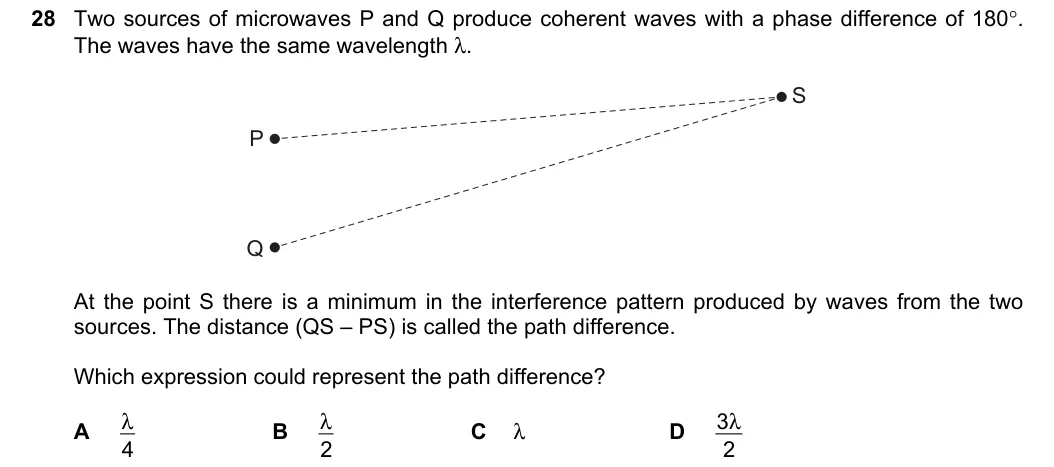 28 Two sources of microwaves P and Q produce coherent waves with a phase difference of 180°.
The waves have the same wavelength λ.
S
P
Q
At the point S there is a minimum in the interference pattern produced by waves from the two
sources. The distance (QS – PS) is called the path difference.
Which expression could represent the path difference?
A λ/4 B λ/2 C λ D 3λ/2